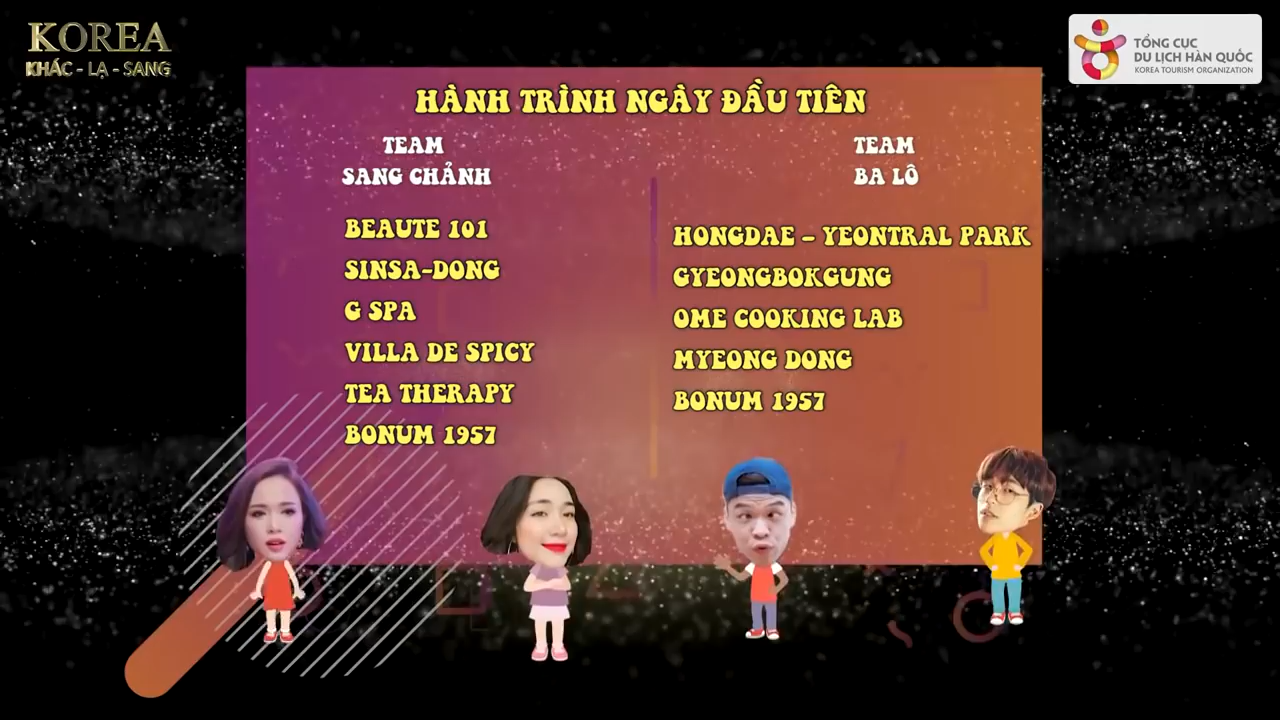 KOREA
KHÁC - LẠ - SANG
TỔNG CỤC
DU LỊCH HÀN QUỐC
KOREA TOURISM ORGANIZATION
HÀNH TRÌNH NGÀY ĐẦU TIÊN
TEAM
SANG CHẢNH
BEAUTE 101
SINSA-DONG
G SPA
VILLA DE SPICY
TEA THERAPY
BONUM 1957
TEAM
BA LÔ
HONGDAE – YEONTRAL PARK
GYEONGBOKGUNG
OME COOKING LAB
MYEONG DONG
BONUM 1957